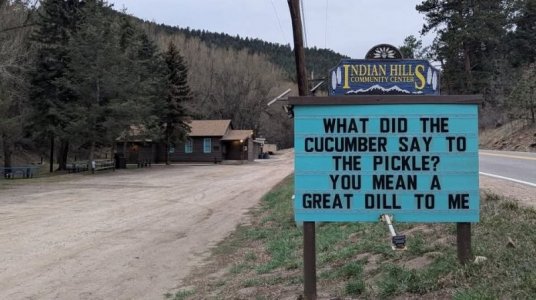 INDIAN HILLS
COMMUNITY CENTER
WHAT DID THE
CUCUMBER SAY TO
THE PICKLE?
YOU MEAN A
GREAT DILL TO ME